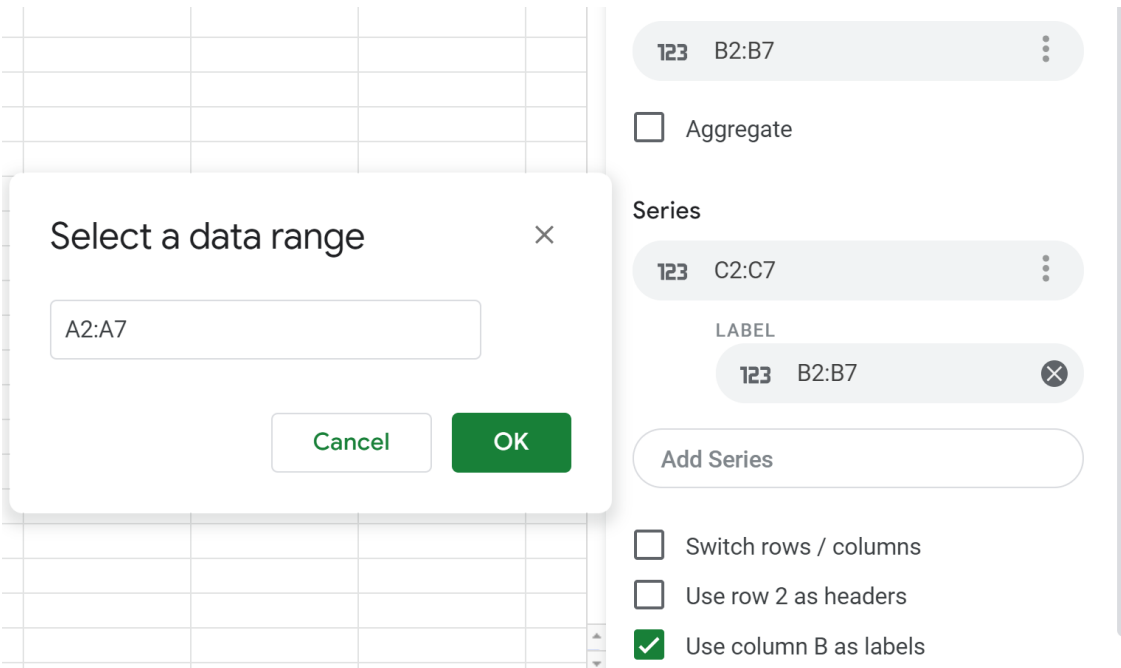 123 B2:B7
Aggregate
Series
123 C2:C7
LABEL
123 B2:B7
Add Series
Switch rows / columns
Use row 2 as headers
Use column B as labels
Select a data range
A2:A7
Cancel OK